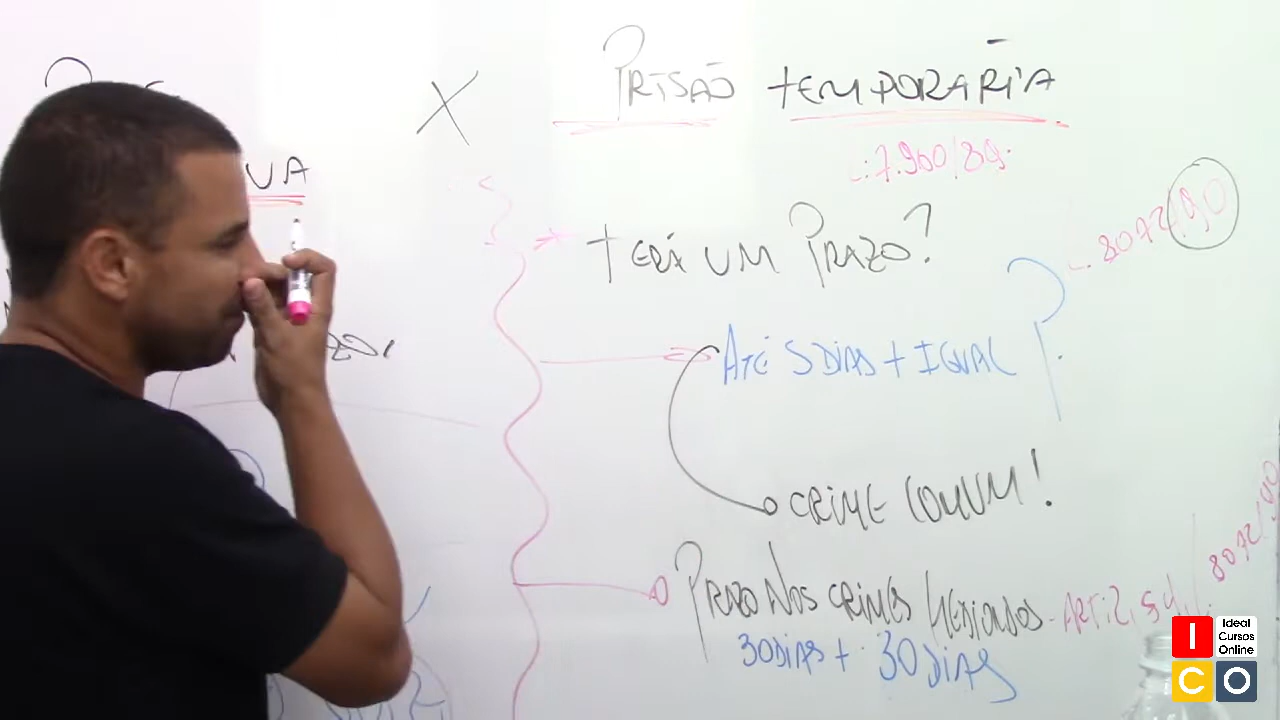 X
PRISÃO TEMPORÁRIA
VA
L.: 7.960/89.
TERÁ UM PRAZO?
L. 8072/90
ATÉ 5 DIAS + IGUAL
CRIME COMUM!
PRAZO NOS CRIMES HEDIONDOS - ART: 2, § 4, L. 8072/90
30 DIAS + 30 DIAS
I
Ideal
Cursos
Online
C O